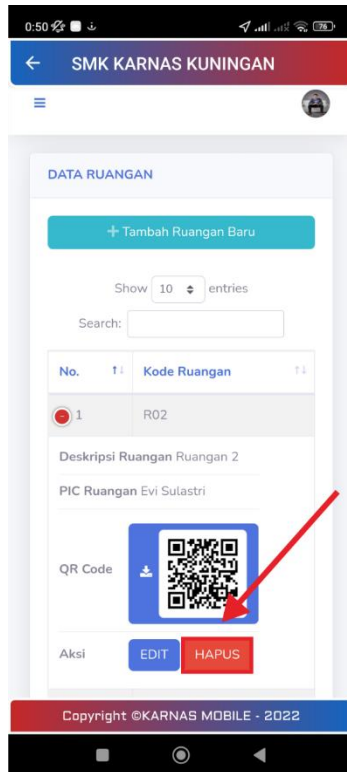 0:50 76
SMK KARNAS KUNINGAN
DATA RUANGAN
+ Tambah Ruangan Baru
Show 10 entries
Search:
No. Kode Ruangan
1 R02
Deskripsi Ruangan Ruangan 2
PIC Ruangan Evi Sulastri
QR Code
Aksi EDIT HAPUS
Copyright ©KARNAS MOBILE - 2022